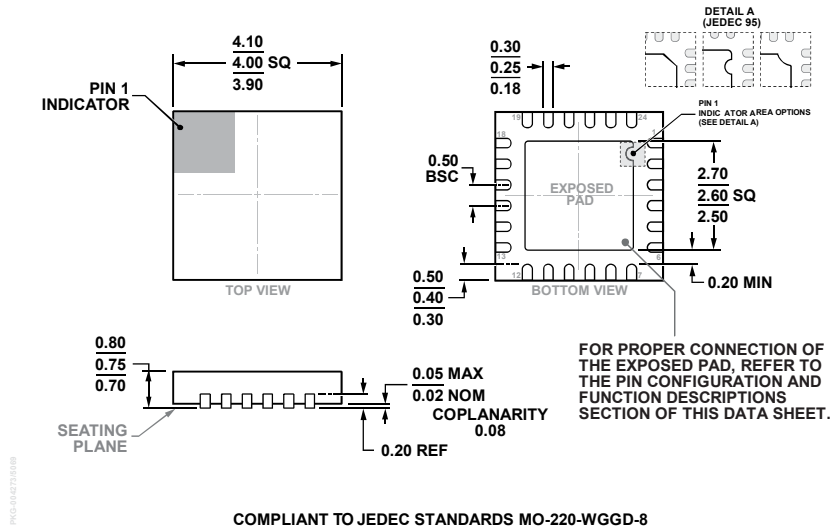 DETAIL A
(JEDEC 95)
4.10
4.00 SQ
3.90
0.30
0.25
0.18
PIN 1
INDICATOR
PIN 1
INDIC ATOR AREA OPTIONS
(SEE DETAIL A)
19
24
18
1
0.50
BSC
EXPOSED
PAD
2.70
2.60 SQ
2.50
13
6
12
7
TOP VIEW
BOTTOM VIEW
0.50
0.40
0.30
0.20 MIN
0.80
0.75
0.70
0.05 MAX
0.02 NOM
COPLANARITY
0.08
SEATING
PLANE
0.20 REF
FOR PROPER CONNECTION OF
THE EXPOSED PAD, REFER TO
THE PIN CONFIGURATION AND
FUNCTION DESCRIPTIONS
SECTION OF THIS DATA SHEET.
PKG-004273/5069
COMPLIANT TO JEDEC STANDARDS MO-220-WGGD-8